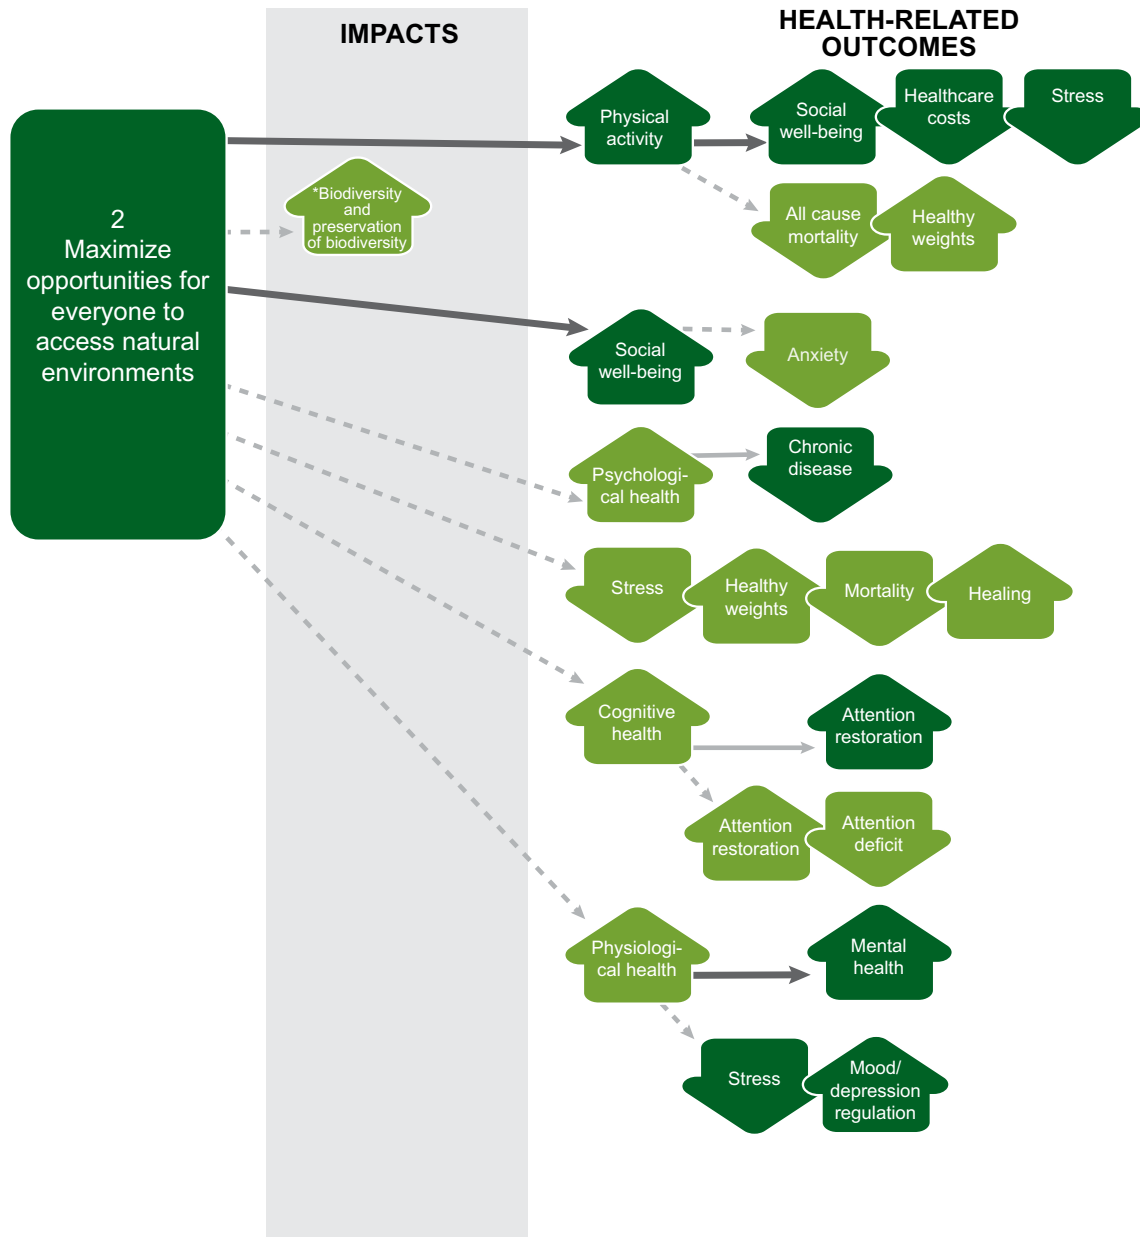 IMPACTS
HEALTH-RELATED
OUTCOMES
2
Maximize
opportunities for
everyone to
access natural
environments
*Biodiversity
and
preservation
of biodiversity
Physical
activity
Social
well-being
Healthcare
costs
Stress
All cause
mortality
Healthy
weights
Social
well-being
Anxiety
Psychologi-
cal health
Chronic
disease
Stress
Healthy
weights
Mortality
Healing
Cognitive
health
Attention
restoration
Attention
restoration
Attention
deficit
Physiologi-
cal health
Mental
health
Stress
Mood/
depression
regulation